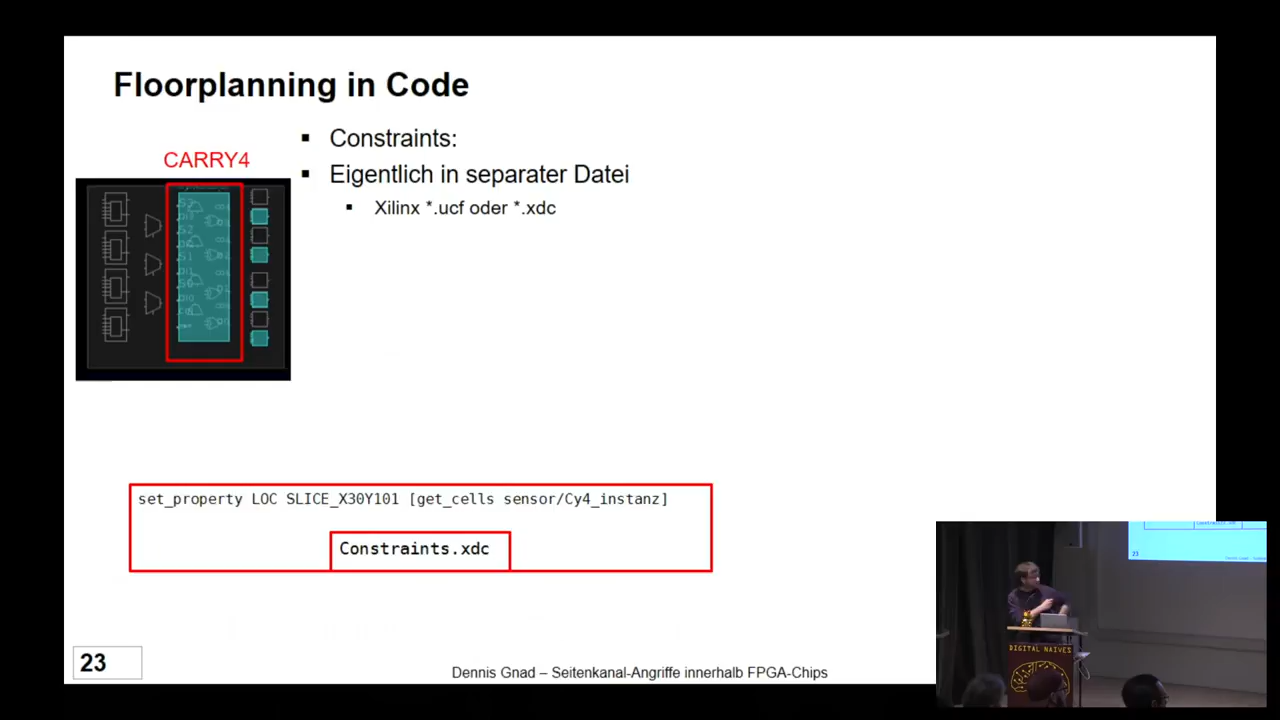 Floorplanning in Code
CARRY4
Constraints:
Eigentlich in separater Datei
Xilinx *.ucf oder *.xdc
set_property LOC SLICE_X30Y101 [get_cells sensor/Cy4_instanz]
Constraints.xdc
23
Dennis Gnad – Seitenkanal-Angriffe innerhalb FPGA-Chips
23
DIGITAL NAIVES